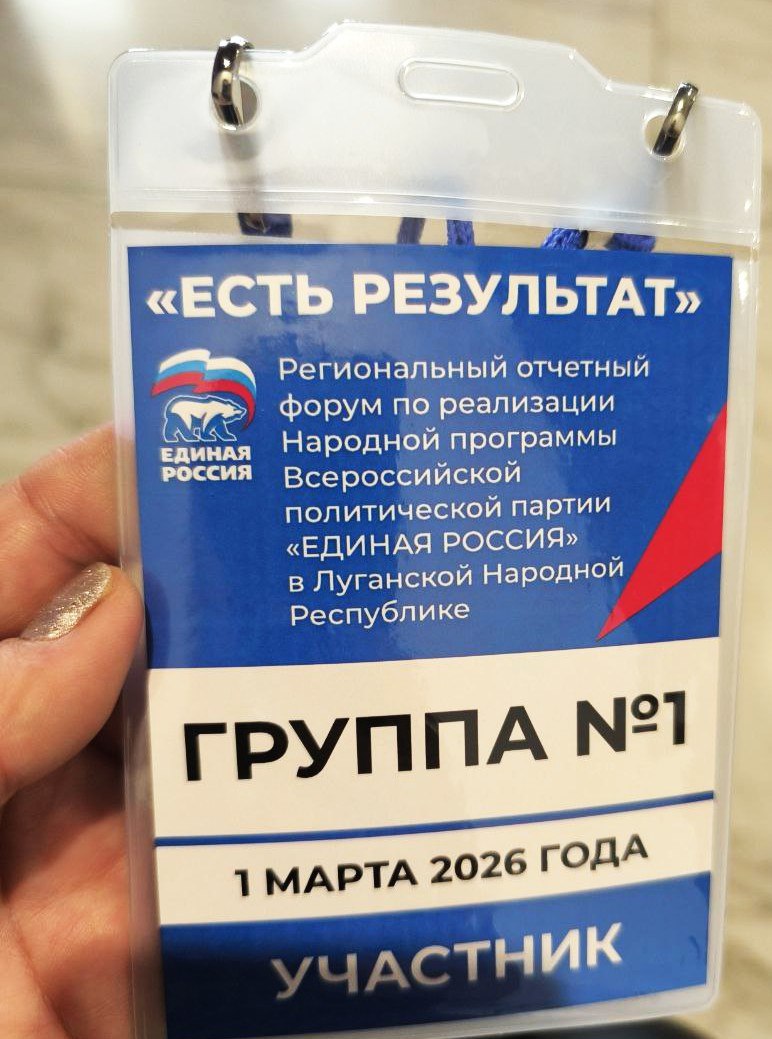 «ЕСТЬ РЕЗУЛЬТАТ»
ЕДИНАЯ
РОССИЯ
Региональный отчетный
форум по реализации
Народной программы
Всероссийской
политической партии
«ЕДИНАЯ РОССИЯ»
в Луганской Народной
Республике
ГРУППА №1
1 МАРТА 2026 ГОДА
УЧАСТНИК